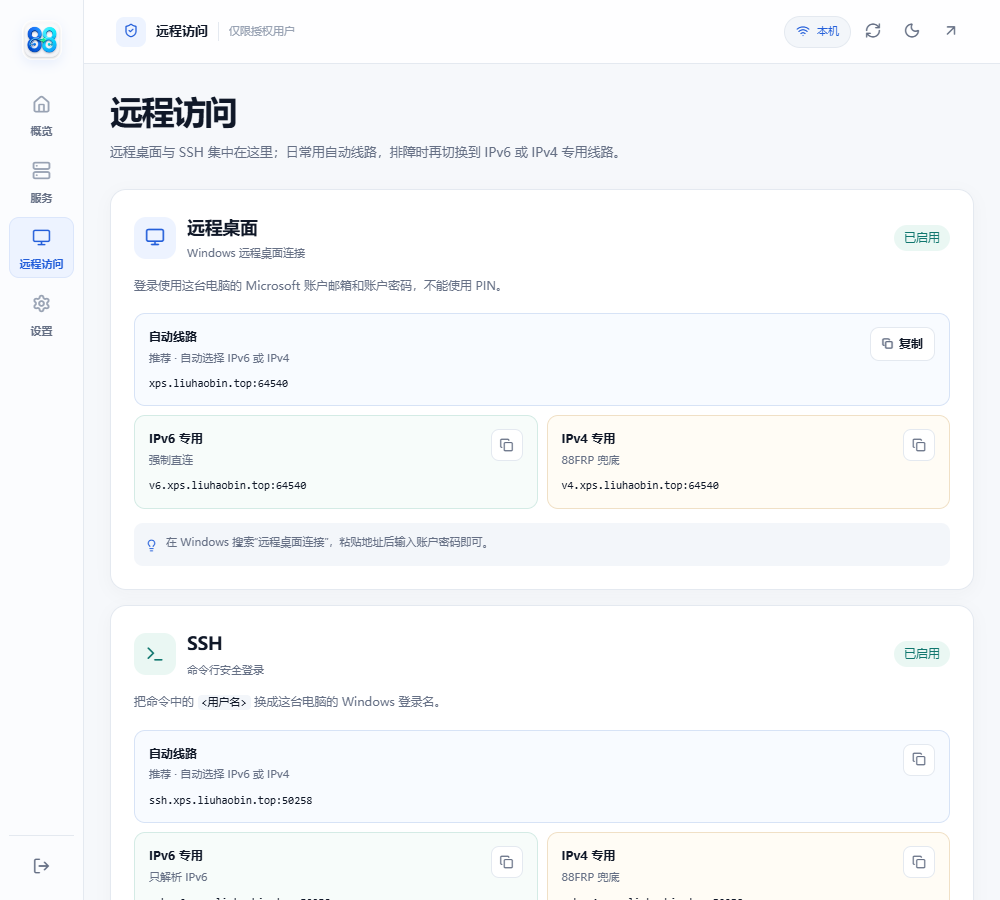 远程访问
仅限授权用户
本机
概览
服务
远程访问
设置
远程访问
远程桌面与 SSH 集中在这里；日常用自动线路，排障时再切换到 IPv6 或 IPv4 专用线路。
远程桌面
Windows 远程桌面连接
已启用
登录使用这台电脑的 Microsoft 账户邮箱和账户密码，不能使用 PIN。
自动线路
推荐 · 自动选择 IPv6 或 IPv4
xps.liuhaobin.top:64540
复制
IPv6 专用
强制直连
v6.xps.liuhaobin.top:64540
IPv4 专用
88FRP 兜底
v4.xps.liuhaobin.top:64540
在 Windows 搜索“远程桌面连接”，粘贴地址后输入账户密码即可。
SSH
命令行安全登录
已启用
把命令中的 <用户名> 换成这台电脑的 Windows 登录名。
自动线路
推荐 · 自动选择 IPv6 或 IPv4
ssh.xps.liuhaobin.top:50258
IPv6 专用
只解析 IPv6
IPv4 专用
88FRP 兜底